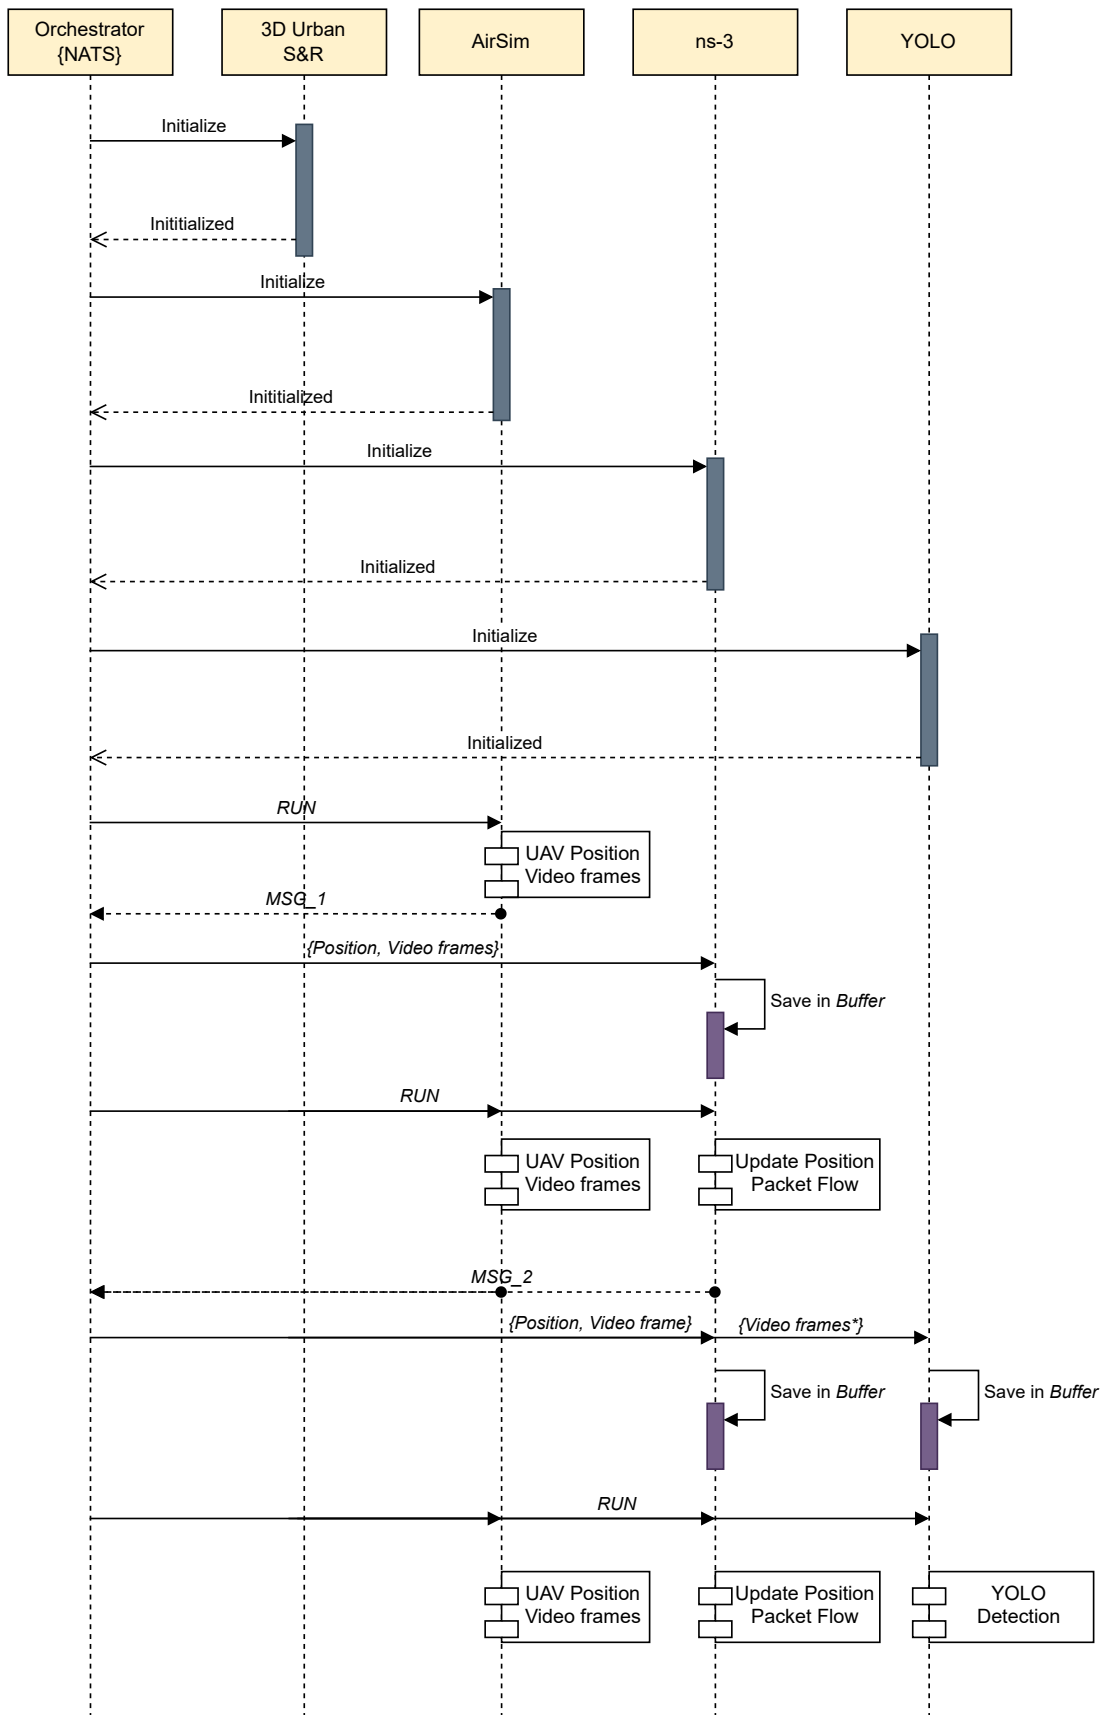 Orchestrator
{NATS}
3D Urban
S&R
AirSim
ns-3
YOLO
Initialize
Inititialized
Initialize
Inititialized
Initialize
Initialized
Initialize
Initialized
RUN
UAV Position
Video frames
MSG_1
{Position, Video frames}
Save in Buffer
RUN
UAV Position
Video frames
Update Position
Packet Flow
MSG_2
{Position, Video frame}
{Video frames*}
Save in Buffer
Save in Buffer
RUN
UAV Position
Video frames
Update Position
Packet Flow
YOLO
Detection